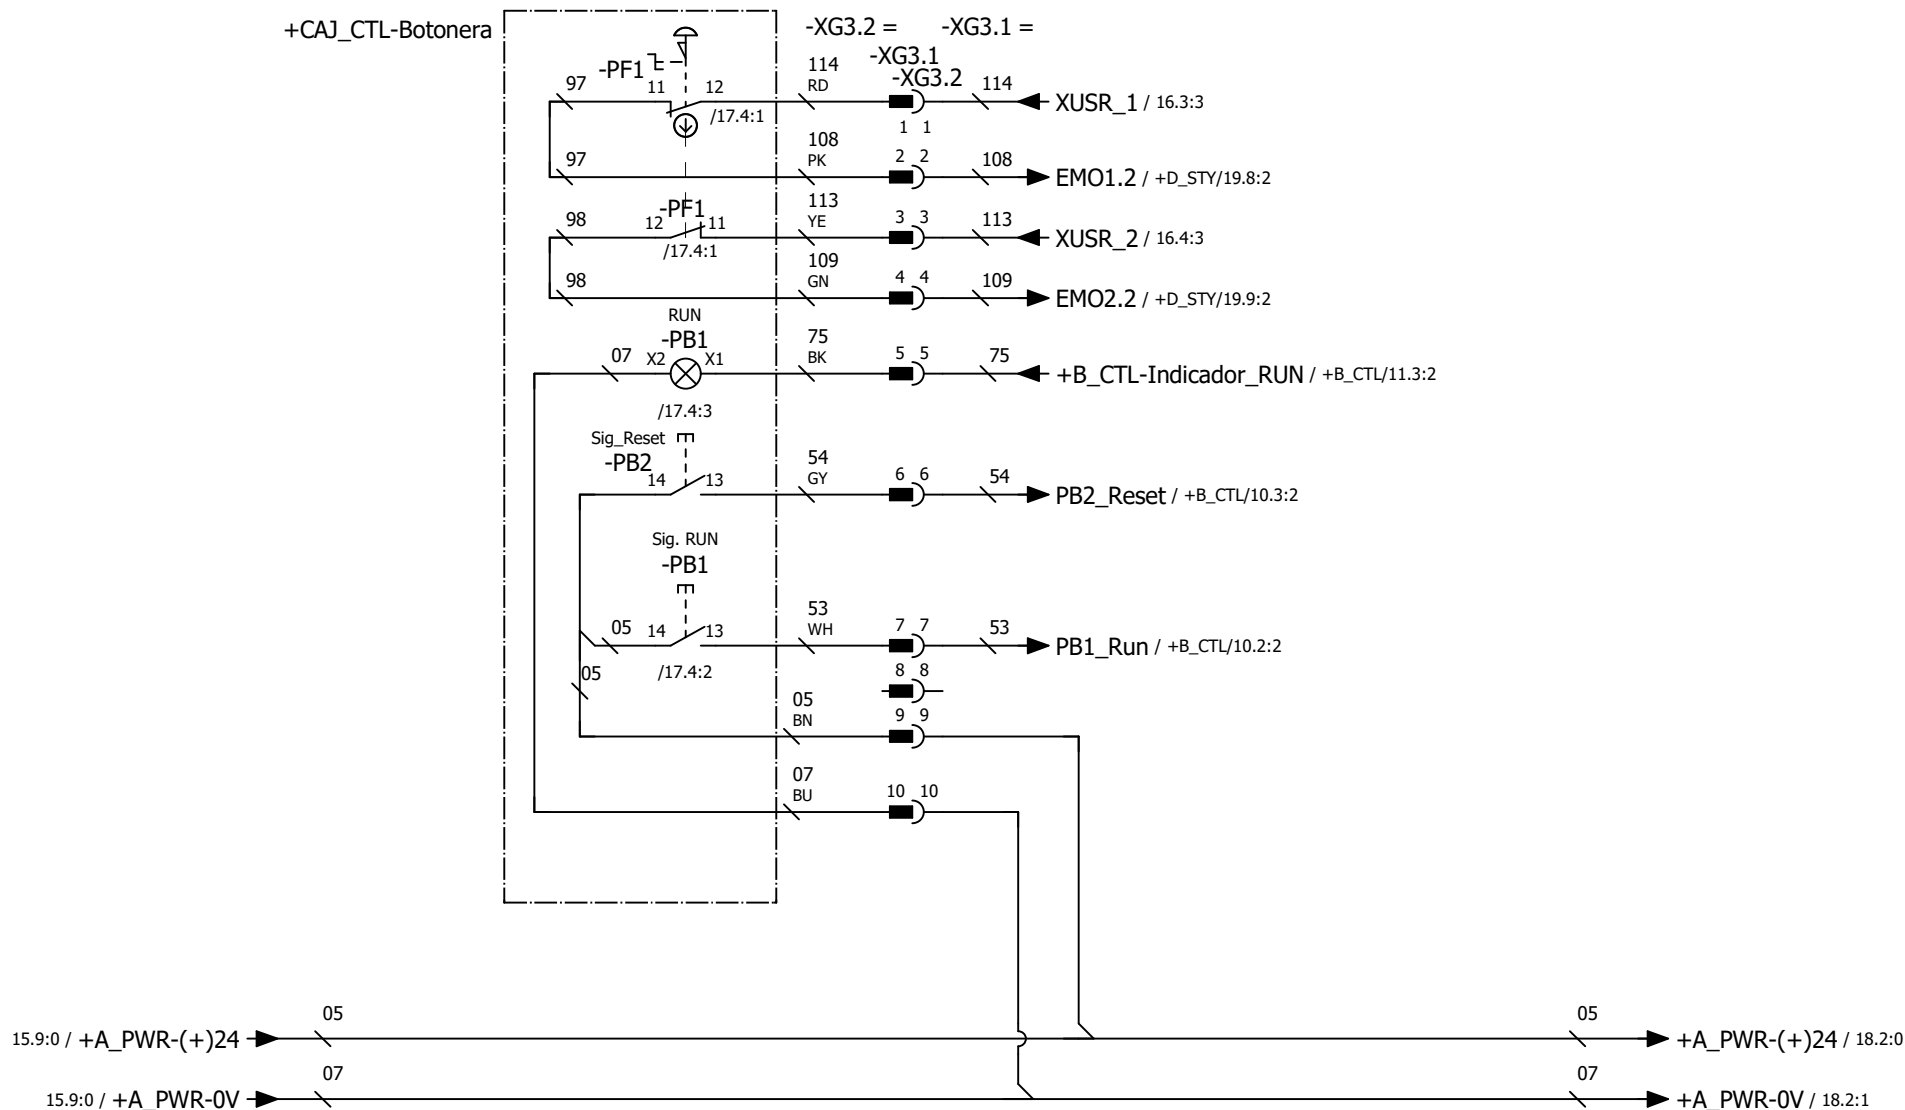 +CAJ_CTL-Botonera
-XG3.2 =
-XG3.1 =
-XG3.1
-XG3.2
-PF1
97
11
12
/17.4:1
114
RD
1 1
114
XUSR_1 / 16.3:3
97
108
PK
2 2
108
EMO1.2 / +D_STY/19.8:2
98
-PF1
12
11
/17.4:1
113
YE
3 3
113
XUSR_2 / 16.4:3
98
109
GN
4 4
109
EMO2.2 / +D_STY/19.9:2
RUN
-PB1
07
X2
X1
/17.4:3
75
BK
5 5
75
+B_CTL-Indicador_RUN / +B_CTL/11.3:2
Sig_Reset
-PB2
14
13
54
GY
6 6
54
PB2_Reset / +B_CTL/10.3:2
Sig. RUN
-PB1
05
14
13
/17.4:2
53
WH
7 7
53
PB1_Run / +B_CTL/10.2:2
8 8
05
05
BN
9 9
07
BU
10 10
15.9:0 / +A_PWR-(+)24
05
05
+A_PWR-(+)24 / 18.2:0
15.9:0 / +A_PWR-0V
07
07
+A_PWR-0V / 18.2:1